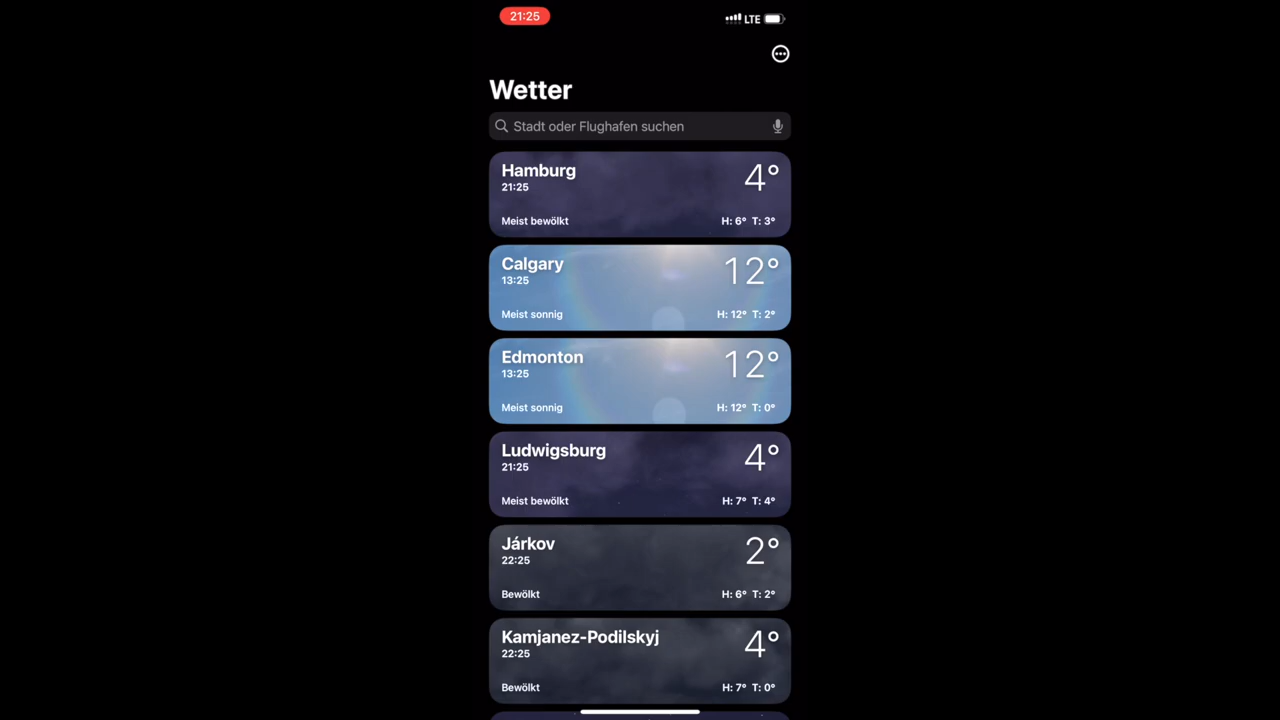 21:25
LTE
Wetter
Stadt oder Flughafen suchen
Hamburg 4°
21:25
Meist bewölkt H: 6° T: 3°
Calgary 12°
13:25
Meist sonnig H: 12° T: 2°
Edmonton 12°
13:25
Meist sonnig H: 12° T: 0°
Ludwigsburg 4°
21:25
Meist bewölkt H: 7° T: 4°
Járkov 2°
22:25
Bewölkt H: 6° T: 2°
Kamjanez-Podilskyj 4°
22:25
Bewölkt H: 7° T: 0°